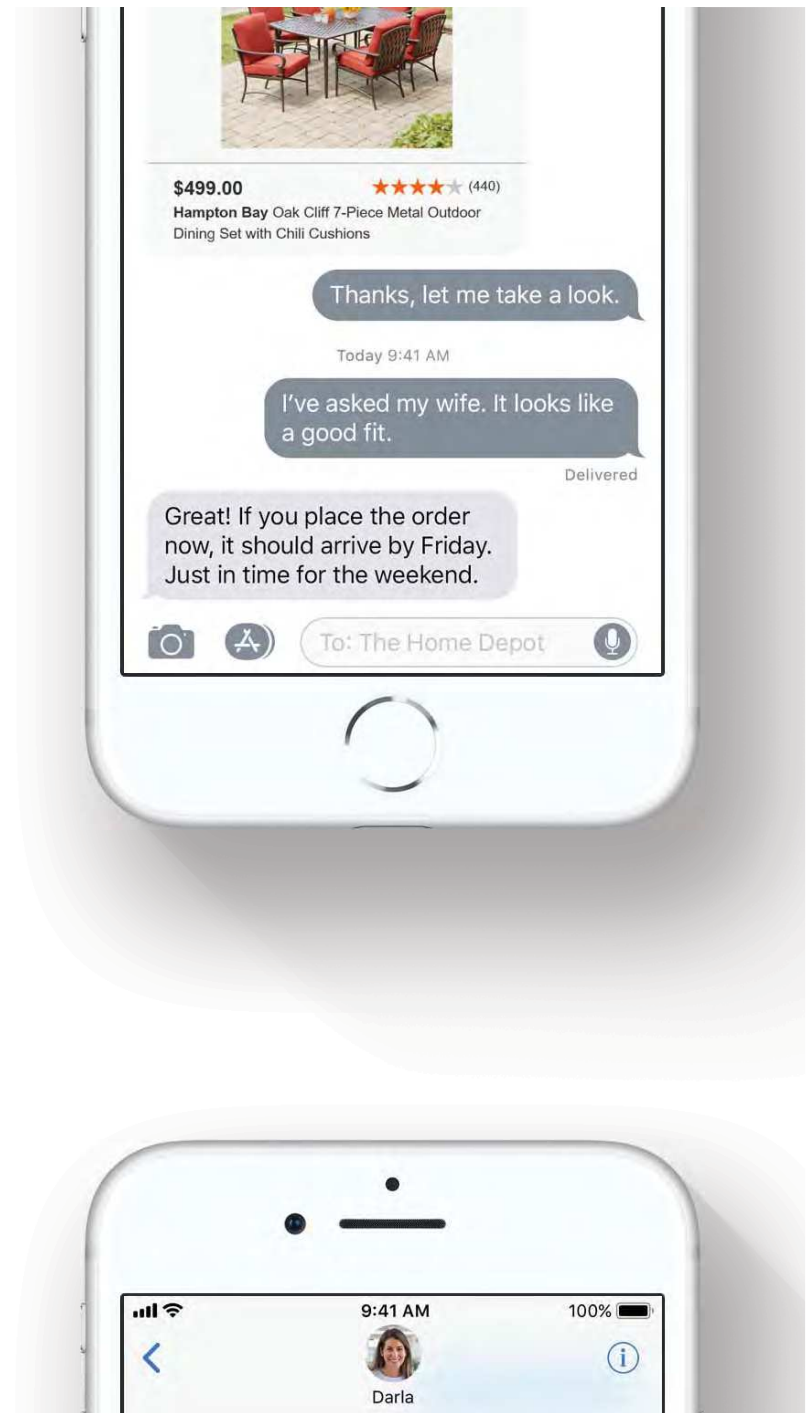 $499.00 (440)
Hampton Bay Oak Cliff 7-Piece Metal Outdoor
Dining Set with Chili Cushions
Thanks, let me take a look.
Today 9:41 AM
I’ve asked my wife. It looks like
a good fit.
Delivered
Great! If you place the order
now, it should arrive by Friday.
Just in time for the weekend.
To: The Home Depot
9:41 AM 100%
Darla